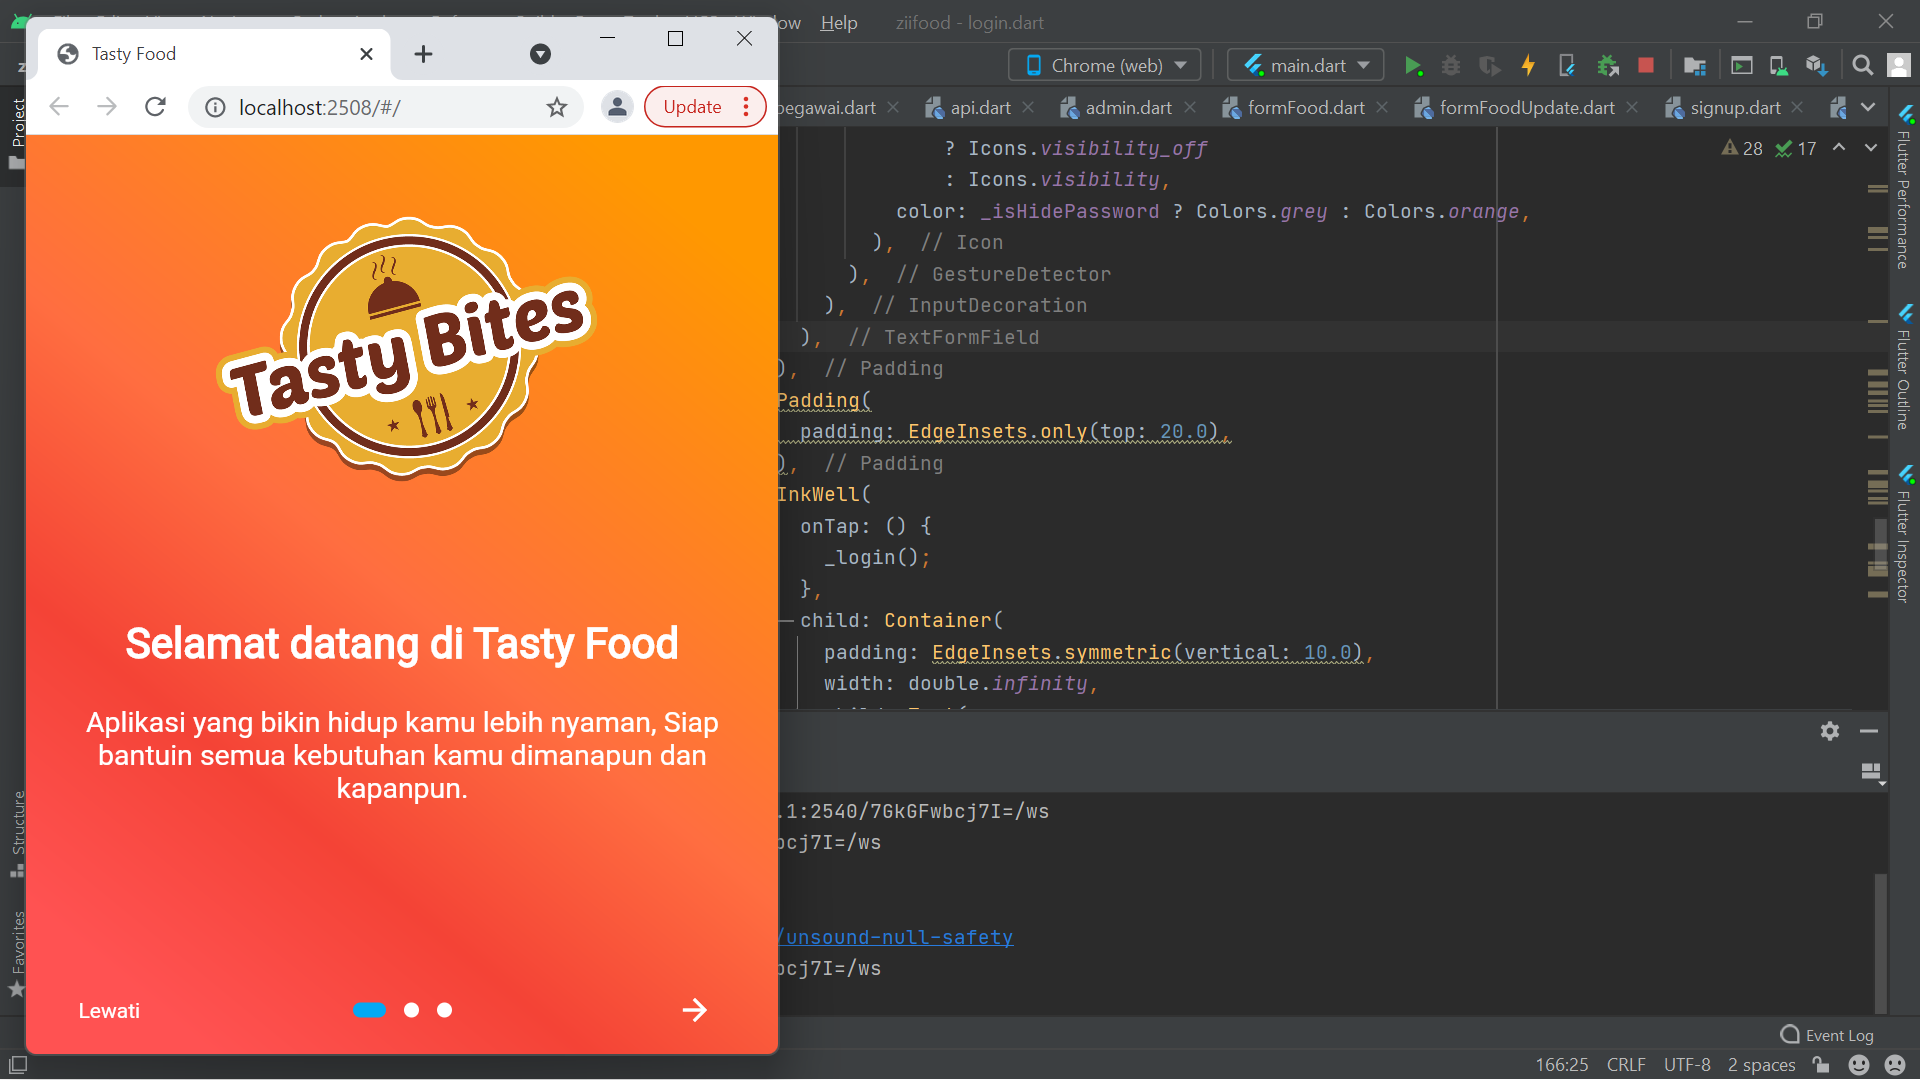 Help
ziifood - login.dart
Tasty Food
Chrome (web)
main.dart
localhost:2508/#/
Update
pegawai.dart
api.dart
admin.dart
formFood.dart
formFoodUpdate.dart
signup.dart
Project
Structure
Favorites
Tasty Bites
Selamat datang di Tasty Food
Aplikasi yang bikin hidup kamu lebih nyaman, Siap
bantuin semua kebutuhan kamu dimanapun dan
kapanpun.
Lewati
? Icons.visibility_off
: Icons.visibility,
color: _isHidePassword ? Colors.grey : Colors.orange,
), // Icon
), // GestureDetector
), // InputDecoration
), // TextFormField
), // Padding
Padding(
padding: EdgeInsets.only(top: 20.0),
), // Padding
InkWell(
onTap: () {
_login();
},
child: Container(
padding: EdgeInsets.symmetric(vertical: 10.0),
width: double.infinity,
28
17
.1:2540/7GkGFwbcj7I=/ws
bcj7I=/ws
/unsound-null-safety
bcj7I=/ws
Flutter Performance
Flutter Outline
Flutter Inspector
Event Log
166:25
CRLF
UTF-8
2 spaces